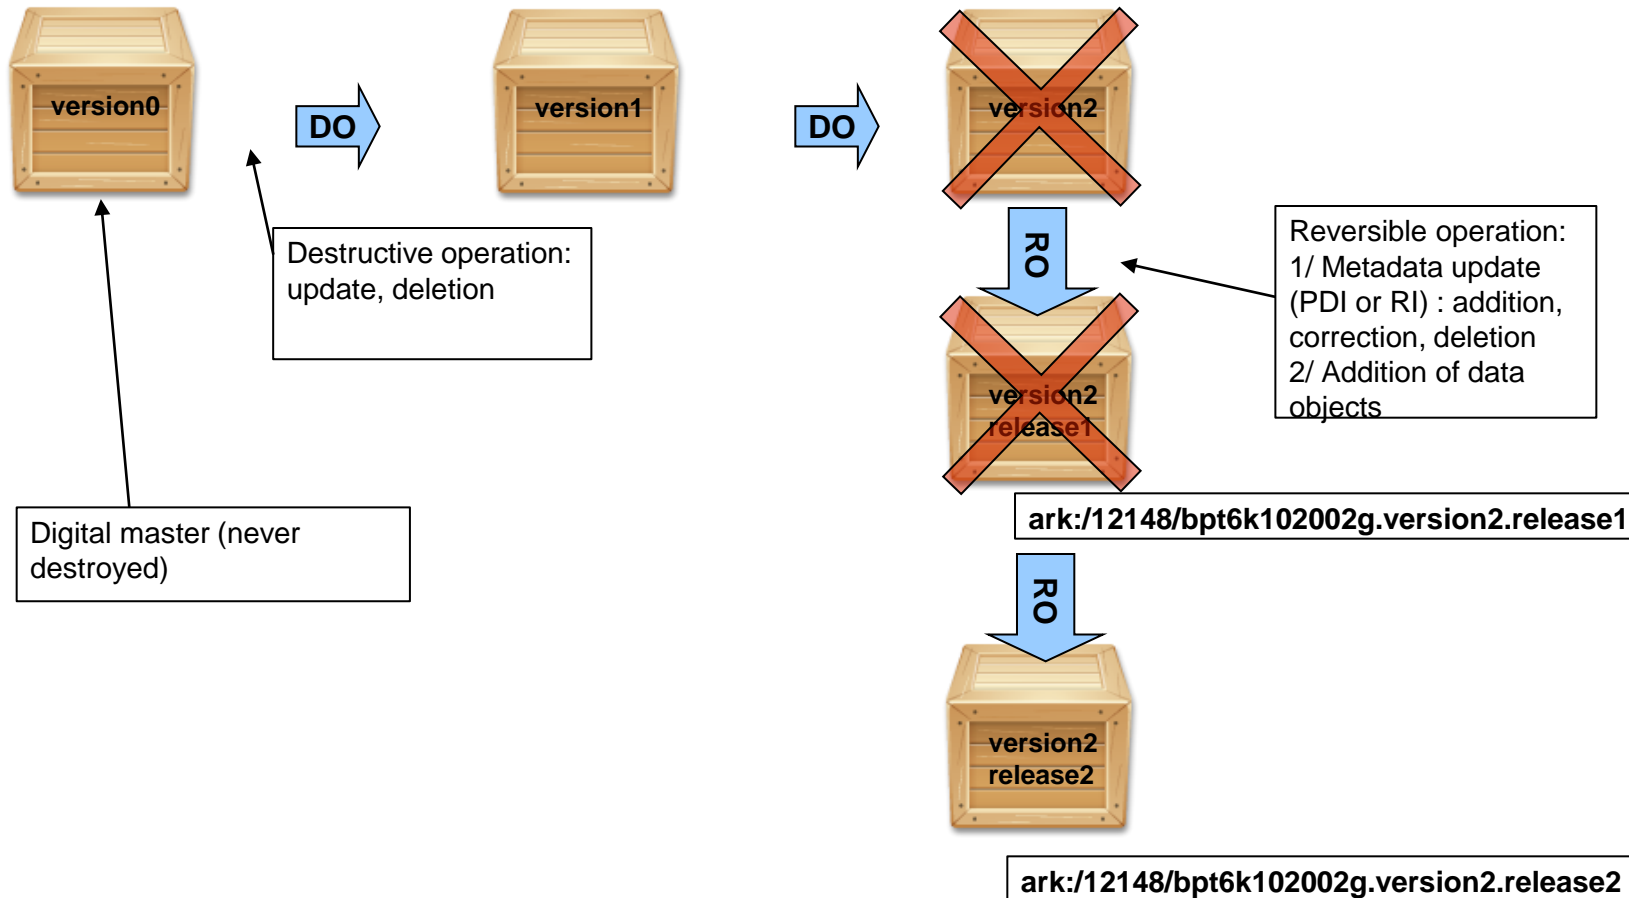 version0
DO
version1
DO
version2
Destructive operation:
update, deletion
RO
Reversible operation:
1/ Metadata update
(PDI or RI) : addition,
correction, deletion
2/ Addition of data
objects
version2
release1
ark:/12148/bpt6k102002g.version2.release1
Digital master (never
destroyed)
RO
version2
release2
ark:/12148/bpt6k102002g.version2.release2